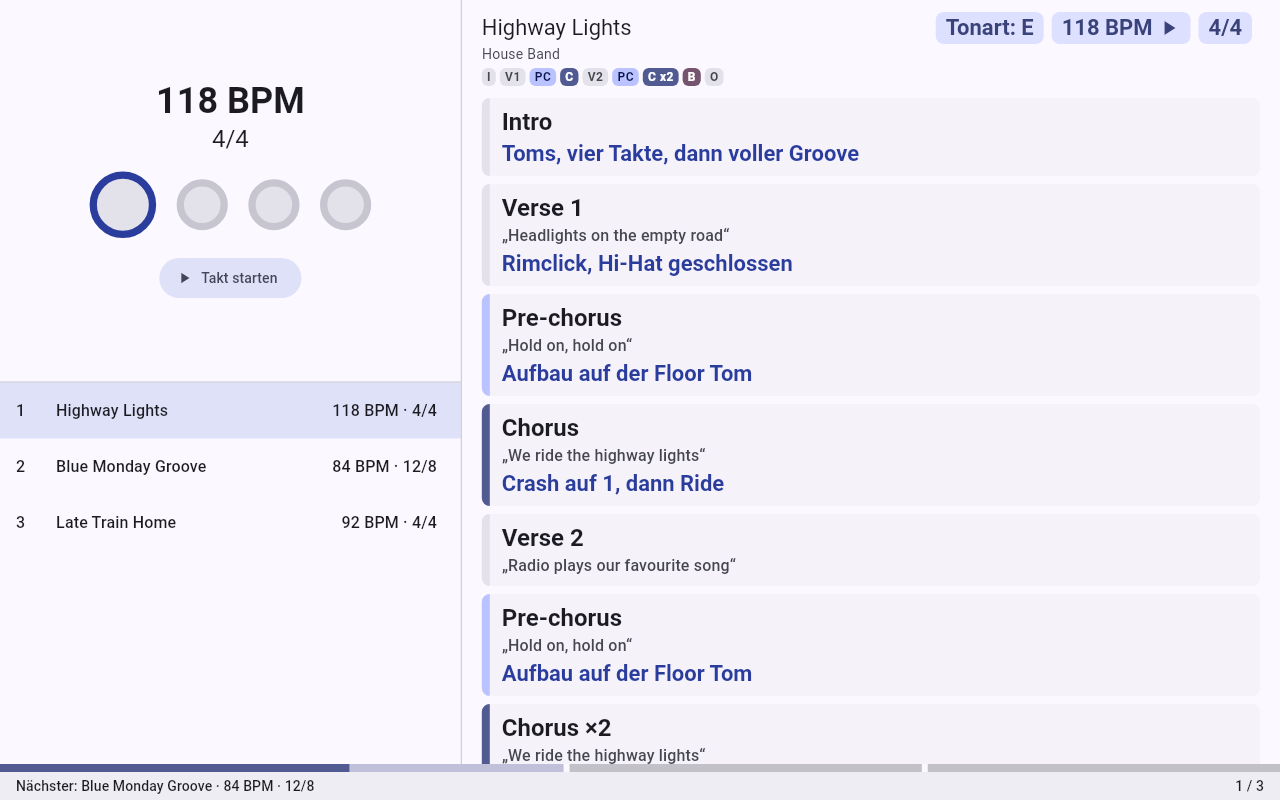 118 BPM
4/4
Takt starten
1 Highway Lights 118 BPM · 4/4
2 Blue Monday Groove 84 BPM · 12/8
3 Late Train Home 92 BPM · 4/4
Highway Lights
House Band
Tonart: E 118 BPM 4/4
I V1 PC C V2 PC C x2 B O
Intro
Toms, vier Takte, dann voller Groove
Verse 1
„Headlights on the empty road“
Rimclick, Hi-Hat geschlossen
Pre-chorus
„Hold on, hold on“
Aufbau auf der Floor Tom
Chorus
„We ride the highway lights“
Crash auf 1, dann Ride
Verse 2
„Radio plays our favourite song“
Pre-chorus
„Hold on, hold on“
Aufbau auf der Floor Tom
Chorus ×2
„We ride the highway lights“
Nächster: Blue Monday Groove · 84 BPM · 12/8
1 / 3